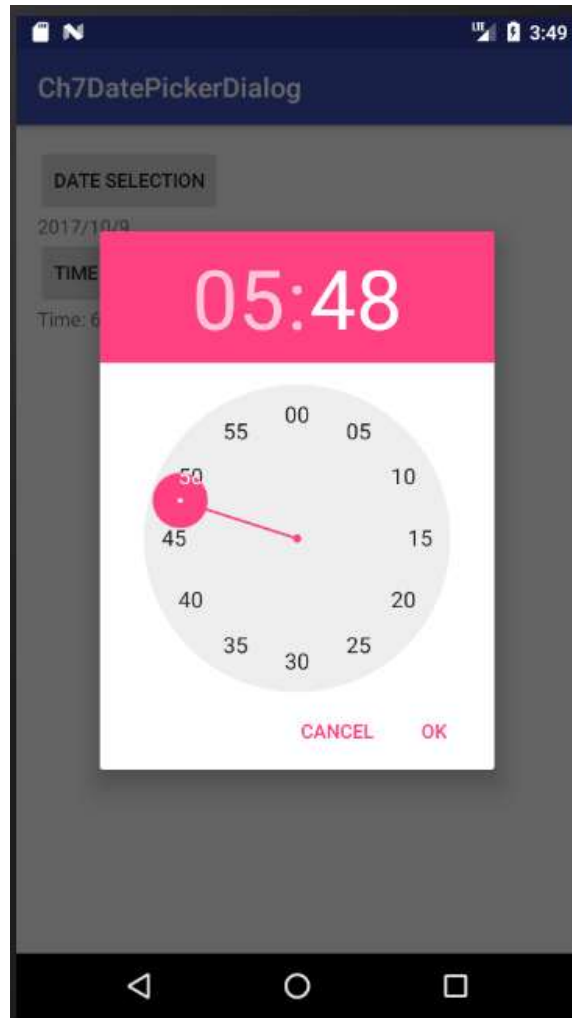 LTE 3:49
Ch7DatePickerDialog
DATE SELECTION
2017/10/9
TIME
Time: 6
05:48
00
55 05
50 10
45 15
40 20
35 25
30
CANCEL OK